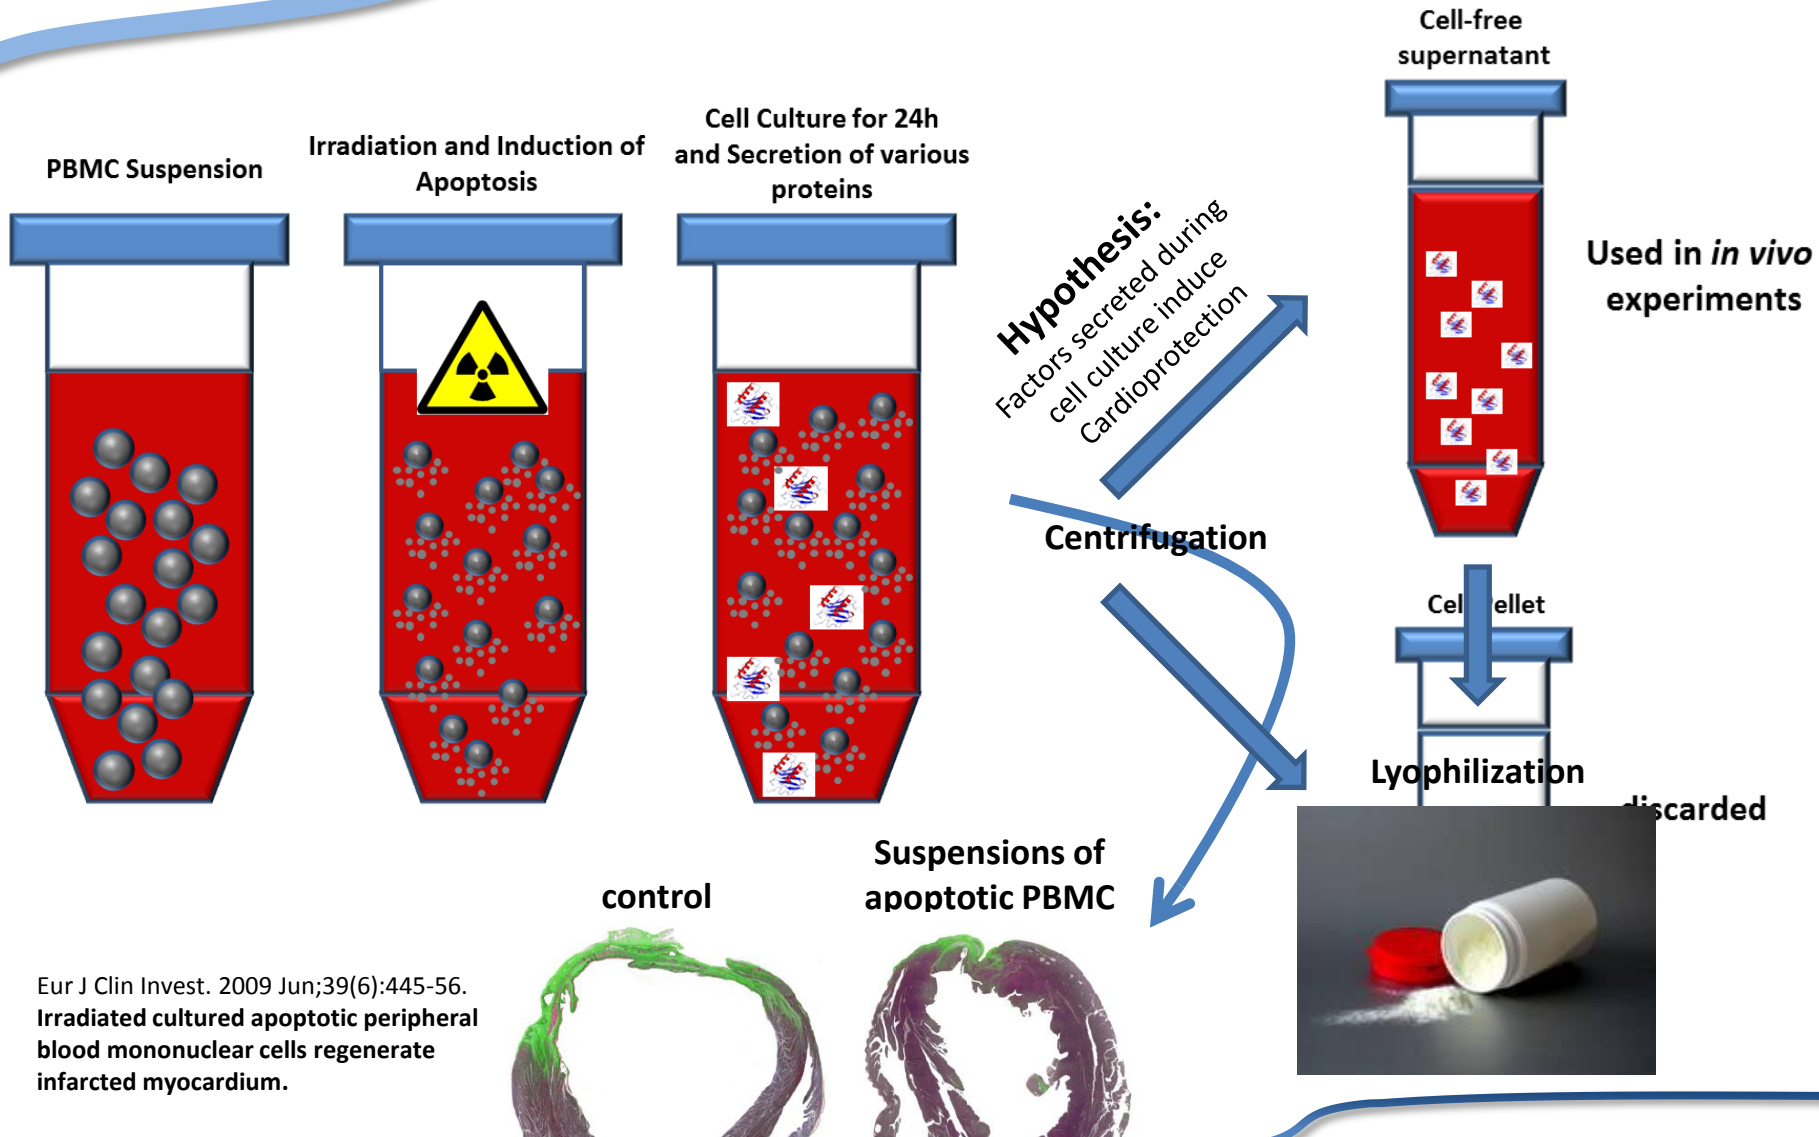 PBMC Suspension
Irradiation and Induction of
Apoptosis
Cell Culture for 24h
and Secretion of various
proteins
Hypothesis:
Factors secreted during
cell culture induce
Cardioprotection
Centrifugation
Cell-free
supernatant
Used in in vivo
experiments
Pellet
Lyophilization
discarded
control
Suspensions of
apoptotic PBMC
Eur J Clin Invest. 2009 Jun;39(6):445-56.
Irradiated cultured apoptotic peripheral
blood mononuclear cells regenerate
infarcted myocardium.